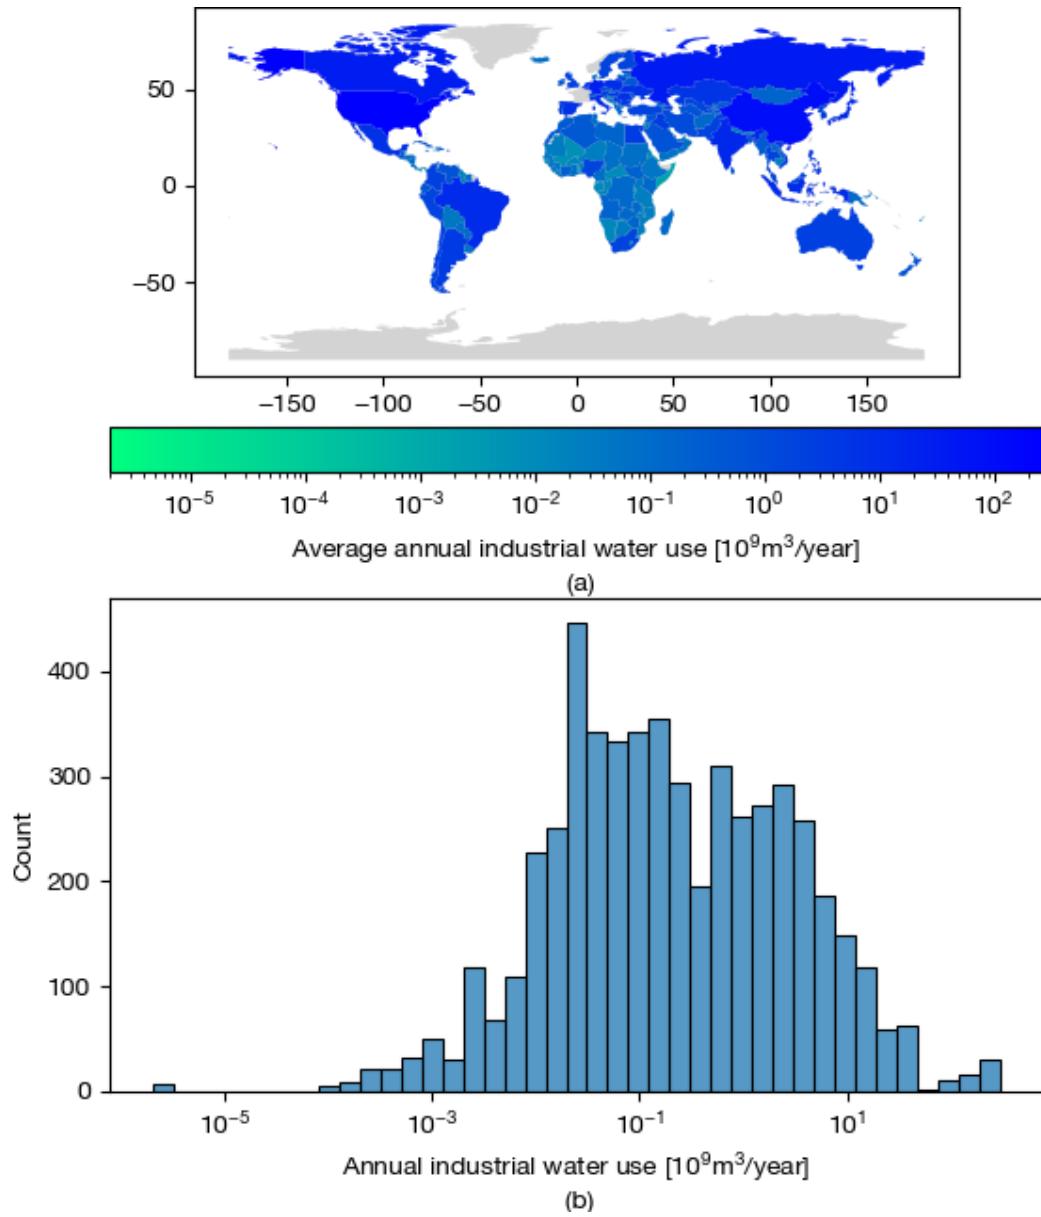 50
0
−50
−150 −100 −50 0 50 100 150
10⁻⁵ 10⁻⁴ 10⁻³ 10⁻² 10⁻¹ 10⁰ 10¹ 10²
Average annual industrial water use [10⁹m³/year]
(a)
400
300
200
100
0
Count
10⁻⁵ 10⁻³ 10⁻¹ 10¹
Annual industrial water use [10⁹m³/year]
(b)